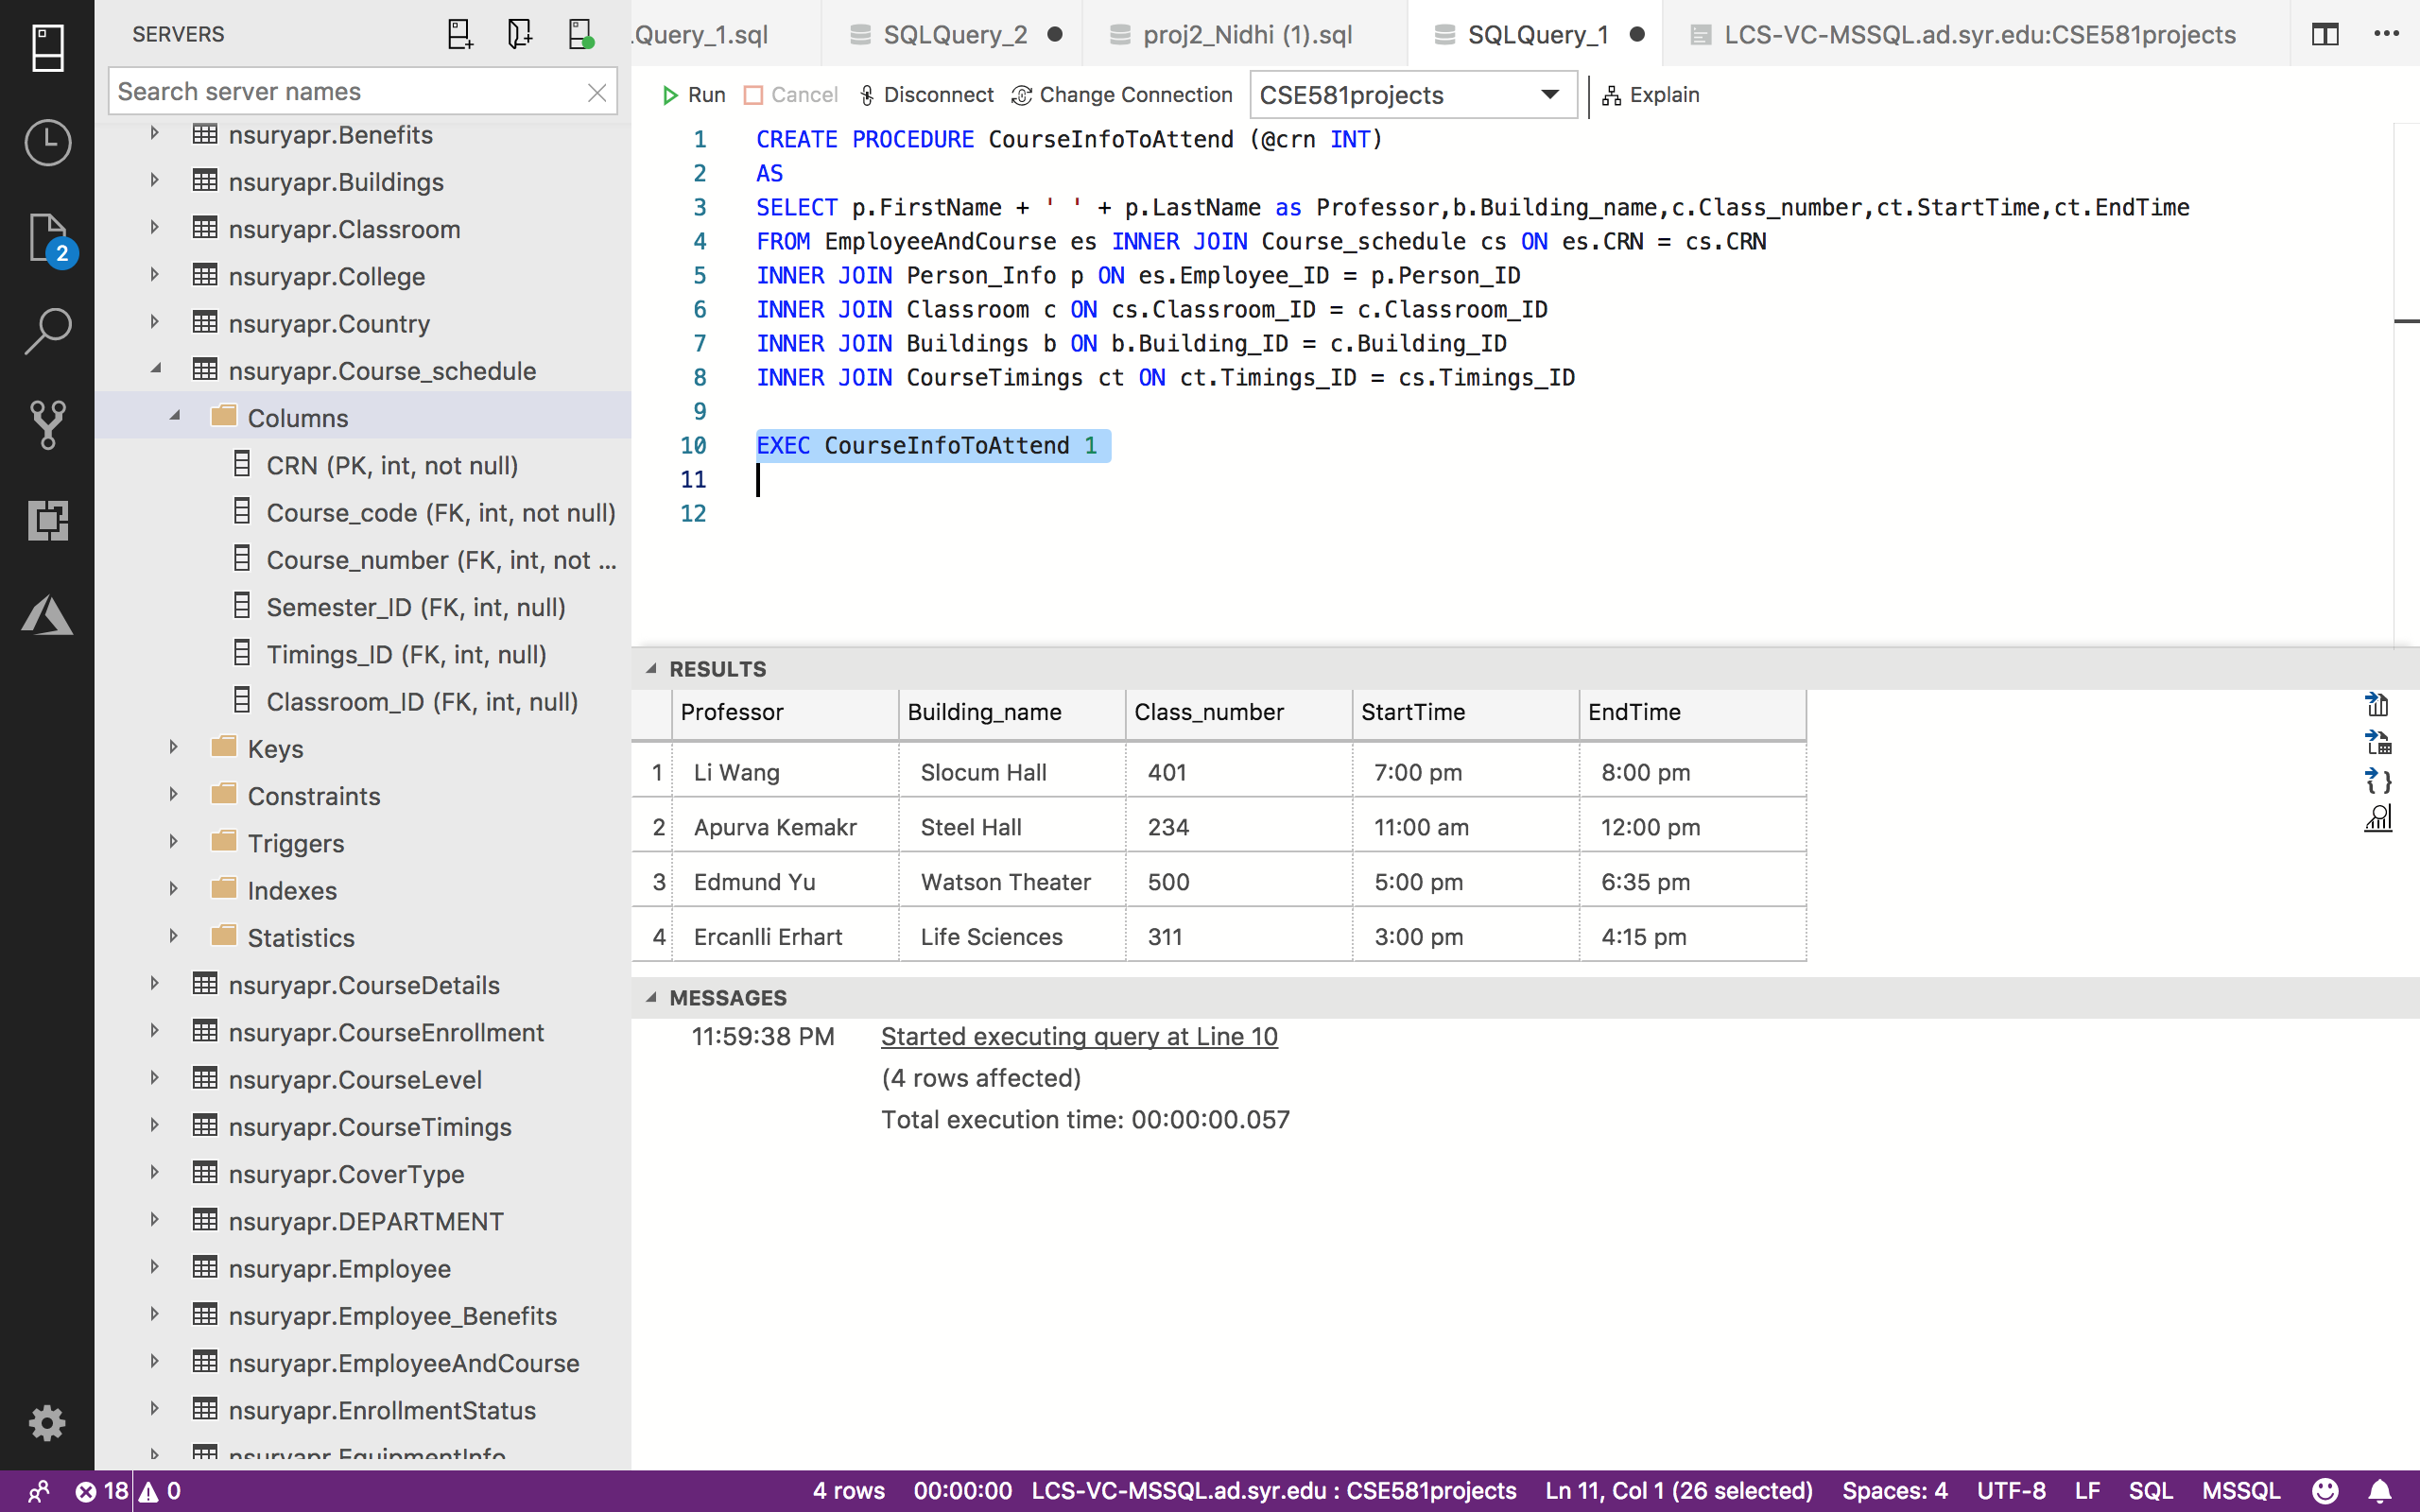 SERVERS
Search server names
nsuryapr.Benefits
nsuryapr.Buildings
nsuryapr.Classroom
nsuryapr.College
nsuryapr.Country
nsuryapr.Course_schedule
Columns
CRN (PK, int, not null)
Course_code (FK, int, not null)
Course_number (FK, int, not ...
Semester_ID (FK, int, null)
Timings_ID (FK, int, null)
Classroom_ID (FK, int, null)
Keys
Constraints
Triggers
Indexes
Statistics
nsuryapr.CourseDetails
nsuryapr.CourseEnrollment
nsuryapr.CourseLevel
nsuryapr.CourseTimings
nsuryapr.CoverType
nsuryapr.DEPARTMENT
nsuryapr.Employee
nsuryapr.Employee_Benefits
nsuryapr.EmployeeAndCourse
nsuryapr.EnrollmentStatus
nsuryapr.EquipmentInfo
2
.Query_1.sql SQLQuery_2 proj2_Nidhi (1).sql SQLQuery_1 LCS-VC-MSSQL.ad.syr.edu:CSE581projects
Run Cancel Disconnect Change Connection CSE581projects Explain
1 CREATE PROCEDURE CourseInfoToAttend (@crn INT)
2 AS
3 SELECT p.FirstName + ' ' + p.LastName as Professor,b.Building_name,c.Class_number,ct.StartTime,ct.EndTime
4 FROM EmployeeAndCourse es INNER JOIN Course_schedule cs ON es.CRN = cs.CRN
5 INNER JOIN Person_Info p ON es.Employee_ID = p.Person_ID
6 INNER JOIN Classroom c ON cs.Classroom_ID = c.Classroom_ID
7 INNER JOIN Buildings b ON b.Building_ID = c.Building_ID
8 INNER JOIN CourseTimings ct ON ct.Timings_ID = cs.Timings_ID
9
10 EXEC CourseInfoToAttend 1
11
12
RESULTS
Professor Building_name Class_number StartTime EndTime
1 Li Wang Slocum Hall 401 7:00 pm 8:00 pm
2 Apurva Kemakr Steel Hall 234 11:00 am 12:00 pm
3 Edmund Yu Watson Theater 500 5:00 pm 6:35 pm
4 Ercanlli Erhart Life Sciences 311 3:00 pm 4:15 pm
MESSAGES
11:59:38 PM Started executing query at Line 10
(4 rows affected)
Total execution time: 00:00:00.057
18 0 4 rows 00:00:00 LCS-VC-MSSQL.ad.syr.edu : CSE581projects Ln 11, Col 1 (26 selected) Spaces: 4 UTF-8 LF SQL MSSQL